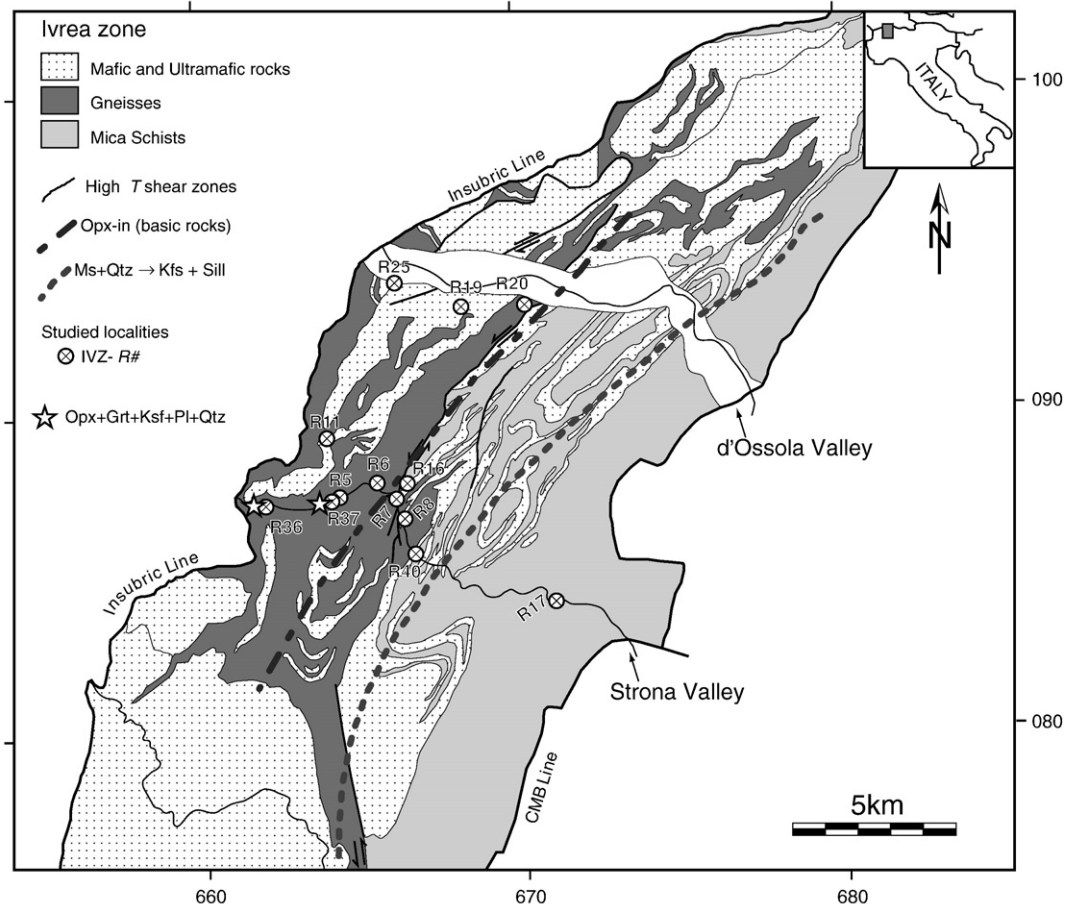 Ivrea zone
Mafic and Ultramafic rocks
Gneisses
Mica Schists
High T shear zones
Opx-in (basic rocks)
Ms+Qtz → Kfs + Sill
Studied localities
IVZ- R#
Opx+Grt+Ksf+Pl+Qtz
ITALY
N
100
090
080
Insubric Line
R25
R19
R20
R11
R6
R16
R5
R37
R7
R8
R36
R40
R17
d'Ossola Valley
Insubric Line
Strona Valley
CMB Line
5km
660
670
680